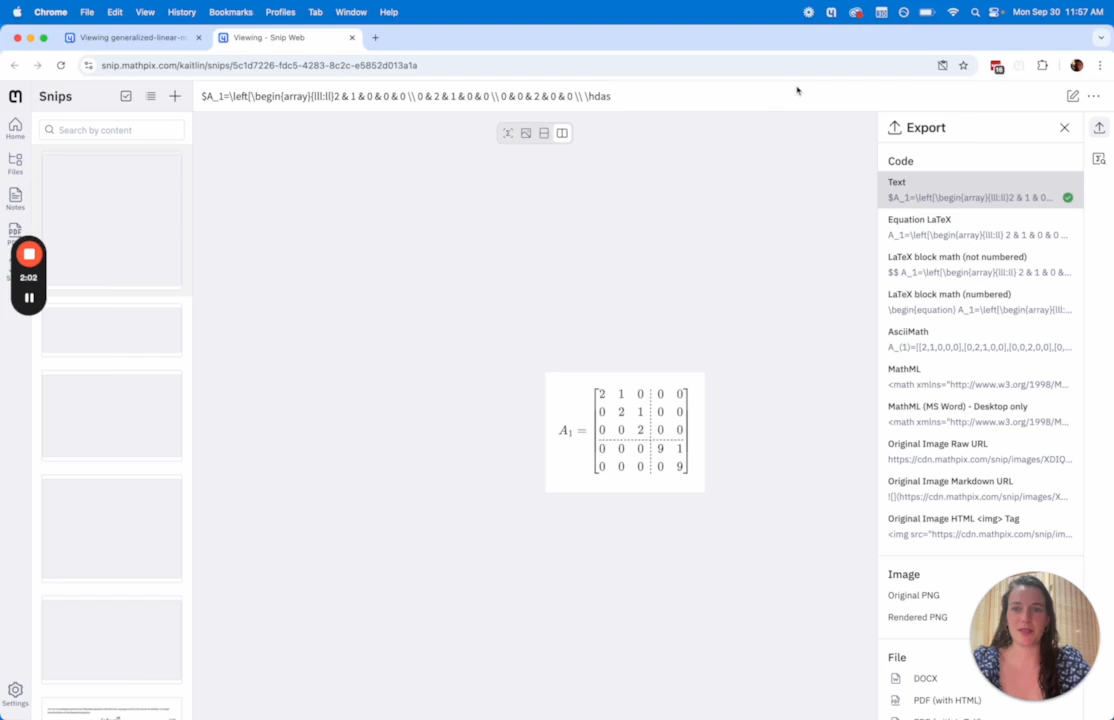 Chrome File Edit View History Bookmarks Profiles Tab Window Help Mon Sep 30 11:57 AM
Viewing generalized-linear-m
Viewing - Snip Web
snip.mathpix.com/kaitlin/snips/5c1d7226-fdc5-4283-8c2c-e5852d013a1a
Snips
$A_1=\left[\begin{array}{lll:ll}2 & 1 & 0 & 0 & 0 \\ 0 & 2 & 1 & 0 & 0 \\ 0 & 0 & 2 & 0 & 0 \\ \hdas
Home
Files
Notes
PDF
2:02
Settings
Search by content
A1 =
2 1 0 0 0
0 2 1 0 0
0 0 2 0 0
0 0 0 9 1
0 0 0 0 9
Export
Code
Text
$A_1=\left[\begin{array}{lll:ll}2 & 1 & 0...
Equation LaTeX
A_1=\left[\begin{array}{lll:ll} 2 & 1 & 0 & 0 ...
LaTeX block math (not numbered)
$$ A_1=\left[\begin{array}{lll:ll} 2 & 1 & 0 &...
LaTeX block math (numbered)
\begin{equation} A_1=\left[\begin{array}{lll:...
AsciiMath
A_(1)=[[2,1,0,0,0],[0,2,1,0,0],[0,0,2,0,0],[0,...
MathML
<math xmlns="http://www.w3.org/1998/M...
MathML (MS Word) - Desktop only
<math xmlns="http://www.w3.org/1998/M...
Original Image Raw URL
https://cdn.mathpix.com/snip/images/XDIQ...
Original Image Markdown URL
![](https://cdn.mathpix.com/snip/images/X...
Original Image HTML <img> Tag
<img src="https://cdn.mathpix.com/snip/im...
Image
Original PNG
Rendered PNG
File
DOCX
PDF (with HTML)